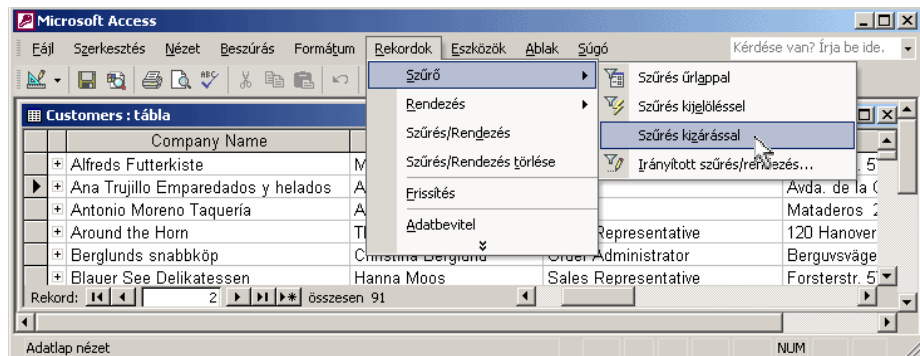 Microsoft Access
Fájl Szerkesztés Nézet Beszúrás Formátum Rekordok Eszközök Ablak Súgó Kérdése van? Írja be ide.
Szűrő
Rendezés
Szűrés/Rendezés
Szűrés/Rendezés törlése
Frissítés
Adatbevitel
Szűrés űrlappal
Szűrés kijelöléssel
Szűrés kizárással
Irányított szűrés/rendezés...
Customers : tábla
Company Name
Alfreds Futterkiste M . 57
Ana Trujillo Emparedados y helados A Avda. de la C
Antonio Moreno Taquería A Mataderos 2
Around the Horn Th Representative 120 Hanover
Berglunds snabbköp Christina Berglund Order Administrator Berguvsväge
Blauer See Delikatessen Hanna Moos Sales Representative Forsterstr. 57
Rekord: 2 összesen 91
Adatlap nézet NUM